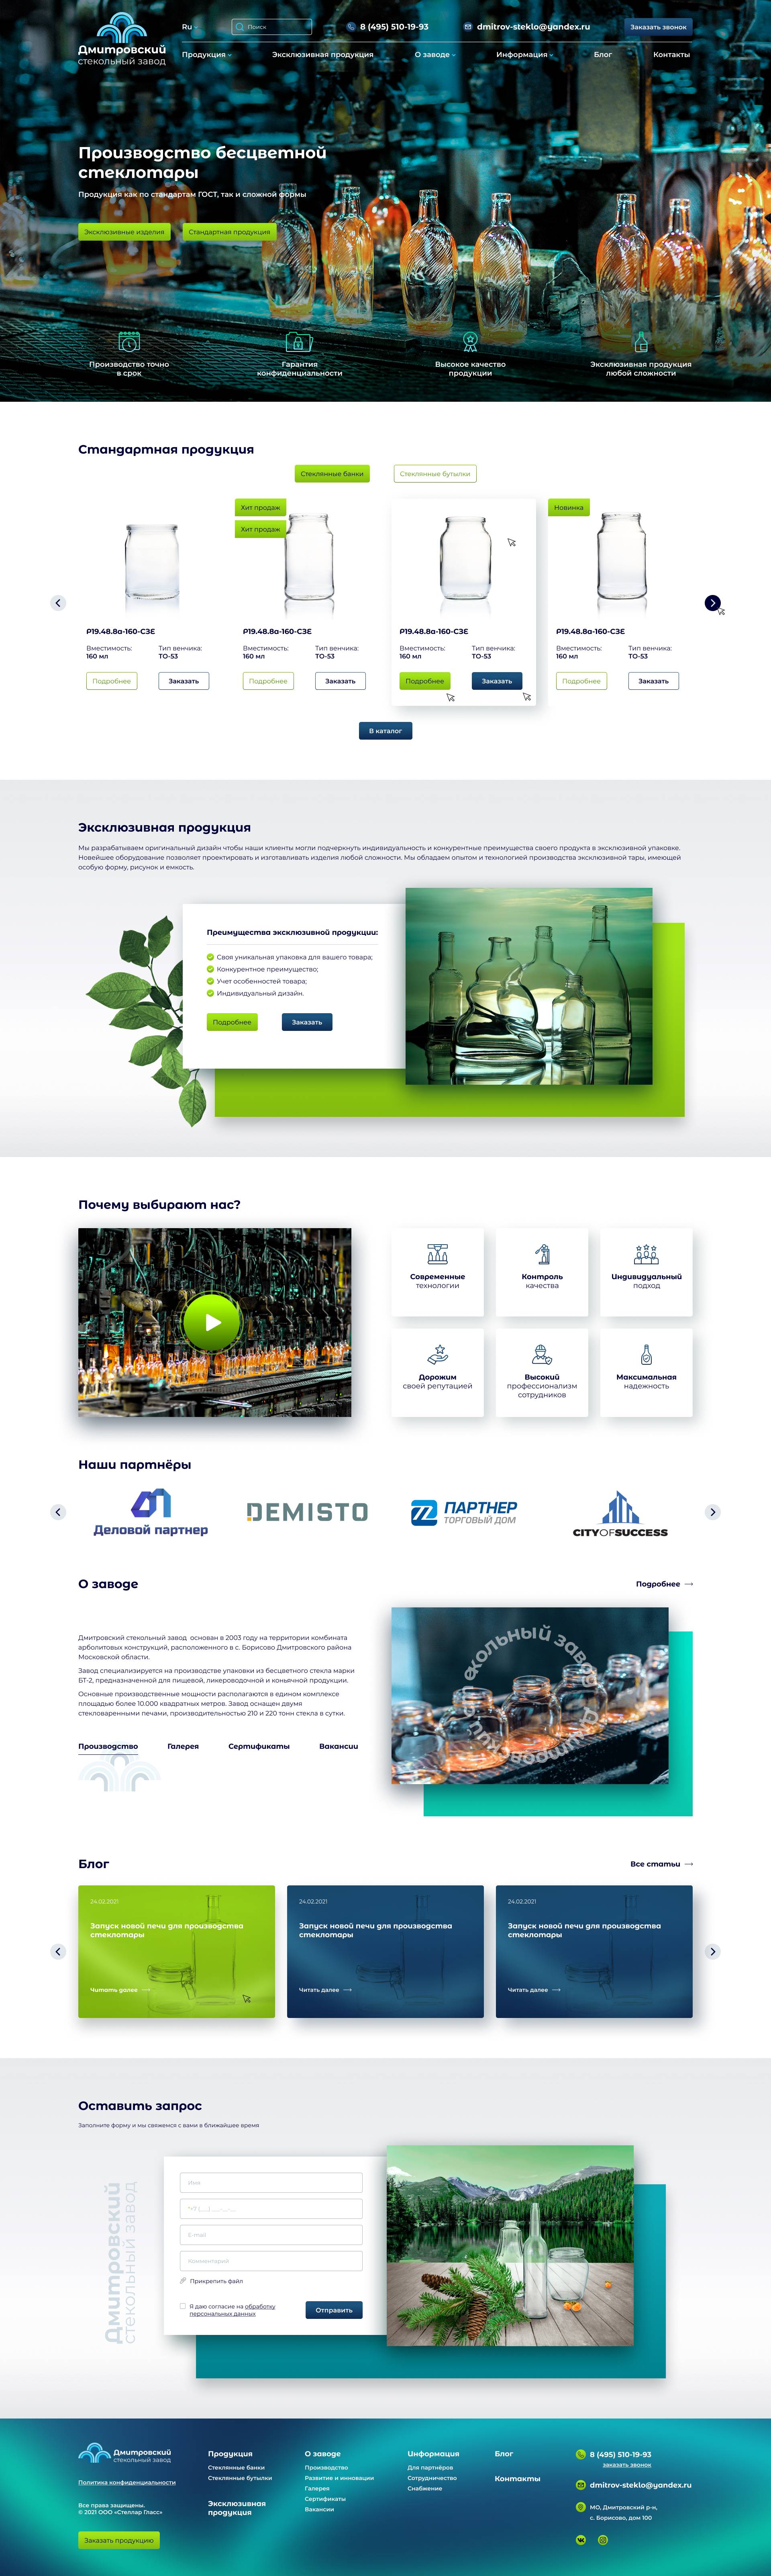 Дмитровский
стекольный завод
Ru
Поиск
8 (495) 510-19-93
dmitrov-steklo@yandex.ru
Заказать звонок
Продукция
Эксклюзивная продукция
О заводе
Информация
Блог
Контакты
Производство бесцветной
стеклотары
Продукция как по стандартам ГОСТ, так и сложной формы
Эксклюзивные изделия
Стандартная продукция
Производство точно
в срок
Гарантия
конфиденциальности
Высокое качество
продукции
Эксклюзивная продукция
любой сложности
Стандартная продукция
Стеклянные банки
Стеклянные бутылки
Хит продаж
Хит продаж
Новинка
P19.48.8a-160-СЗЕ
Вместимость:
160 мл
Тип венчика:
ТО-53
Подробнее
Заказать
P19.48.8a-160-СЗЕ
Вместимость:
160 мл
Тип венчика:
ТО-53
Подробнее
Заказать
P19.48.8a-160-СЗЕ
Вместимость:
160 мл
Тип венчика:
ТО-53
Подробнее
Заказать
P19.48.8a-160-СЗЕ
Вместимость:
160 мл
Тип венчика:
ТО-53
Подробнее
Заказать
В каталог
Эксклюзивная продукция
Мы разрабатываем оригинальный дизайн чтобы наши клиенты могли подчеркнуть индивидуальность и конкурентные преимущества своего продукта в эксклюзивной упаковке.
Новейшее оборудование позволяет проектировать и изготавливать изделия любой сложности. Мы обладаем опытом и технологией производства эксклюзивной тары, имеющей
особую форму, рисунок и емкость.
Преимущества эксклюзивной продукции:
Своя уникальная упаковка для вашего товара;
Конкурентное преимущество;
Учет особенностей товара;
Индивидуальный дизайн.
Подробнее
Заказать
Почему выбирают нас?
Современные
технологии
Контроль
качества
Индивидуальный
подход
Дорожим
своей репутацией
Высокий
профессионализм
сотрудников
Максимальная
надежность
Наши партнёры
Деловой партнер
DEMISTO
ПАРТНЕР
ТОРГОВЫЙ ДОМ
CITYOFSUCCESS
О заводе
Подробнее
Дмитровский стекольный завод основан в 2003 году на территории комбината
арболитовых конструкций, расположенного в с. Борисово Дмитровского района
Московской области.
Завод специализируется на производстве упаковки из бесцветного стекла марки
БТ-2, предназначенной для пищевой, ликероводочной и коньячной продукции.
Основные производственные мощности располагаются в едином комплексе
площадью более 10.000 квадратных метров. Завод оснащен двумя
стекловаренными печами, производительностью 210 и 220 тонн стекла в сутки.
Производство
Галерея
Сертификаты
Вакансии
Дмитровский стекольный завод
Блог
Все статьи
24.02.2021
Запуск новой печи для производства
стеклотары
Читать далее
24.02.2021
Запуск новой печи для производства
стеклотары
Читать далее
24.02.2021
Запуск новой печи для производства
стеклотары
Читать далее
Оставить запрос
Заполните форму и мы свяжемся с вами в ближайшее время
Дмитровский
стекольный завод
Имя
E-mail
Комментарий
Прикрепить файл
Я даю согласие на обработку
персональных данных
Отправить
Дмитровский
стекольный завод
Политика конфиденциальности
Все права защищены.
© 2021 ООО «Стеллар Гласс»
Заказать продукцию
Продукция
Стеклянные банки
Стеклянные бутылки
Эксклюзивная
продукция
О заводе
Производство
Развитие и инновации
Галерея
Сертификаты
Вакансии
Информация
Для партнёров
Сотрудничество
Снабжение
Блог
Контакты
8 (495) 510-19-93
заказать звонок
dmitrov-steklo@yandex.ru
МО, Дмитровский р-н,
с. Борисово, дом 100